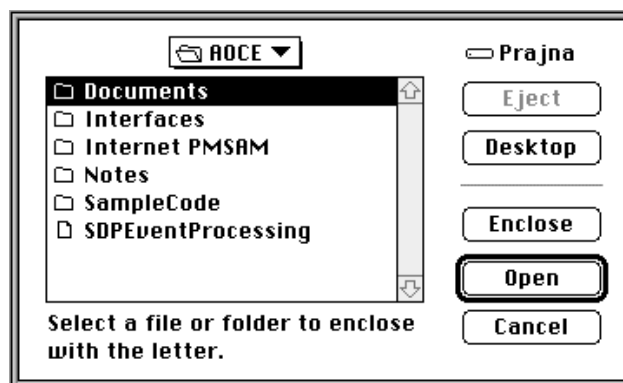 AOCE
Prajna
Documents
Interfaces
Internet PMSAM
Notes
SampleCode
SDPEventProcessing
Eject
Desktop
Enclose
Open
Cancel
Select a file or folder to enclose
with the letter.